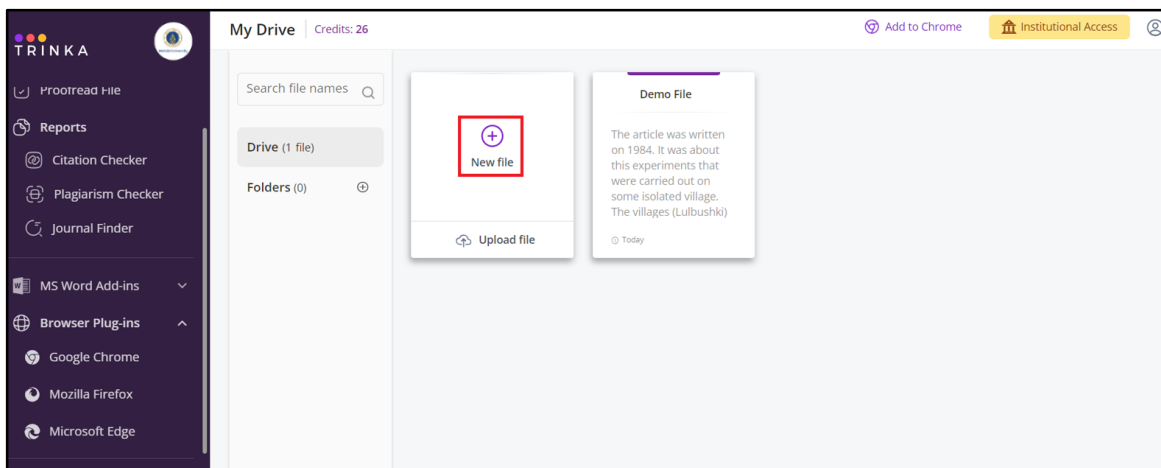 TRINKA
Proofread File
Reports
Citation Checker
Plagiarism Checker
Journal Finder
MS Word Add-ins
Browser Plug-ins
Google Chrome
Mozilla Firefox
Microsoft Edge
My Drive
Credits: 26
Add to Chrome
Institutional Access
Search file names
Drive (1 file)
Folders (0)
New file
Upload file
Demo File
The article was written
on 1984. It was about
this experiments that
were carried out on
some isolated village.
The villages (Lulbushki)
Today